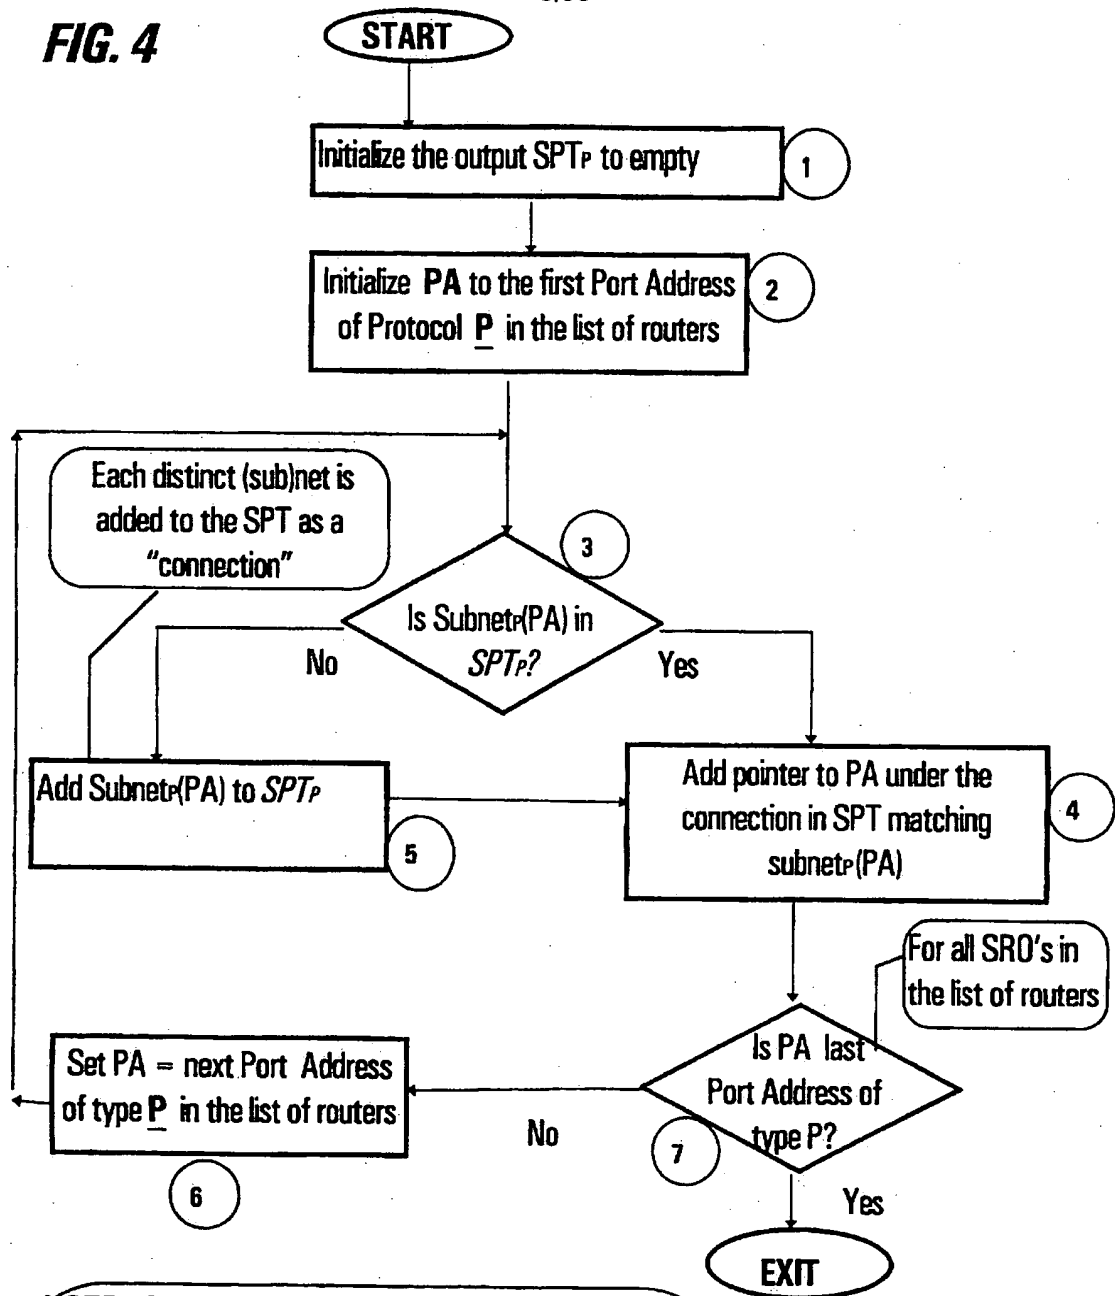 FIG. 4
START
Initialize the output SPTP to empty
1
Initialize PA to the first Port Address
of Protocol P in the list of routers
2
Each distinct (sub)net is
added to the SPT as a
"connection"
3
Is SubnetP(PA) in
SPTP?
No
Yes
Add SubnetP(PA) to SPTP
5
Add pointer to PA under the
connection in SPT matching
subnetP(PA)
4
For all SRO's in
the list of routers
Is PA last
Port Address of
type P?
7
No
Set PA = next Port Address
of type P in the list of routers
6
Yes
EXIT